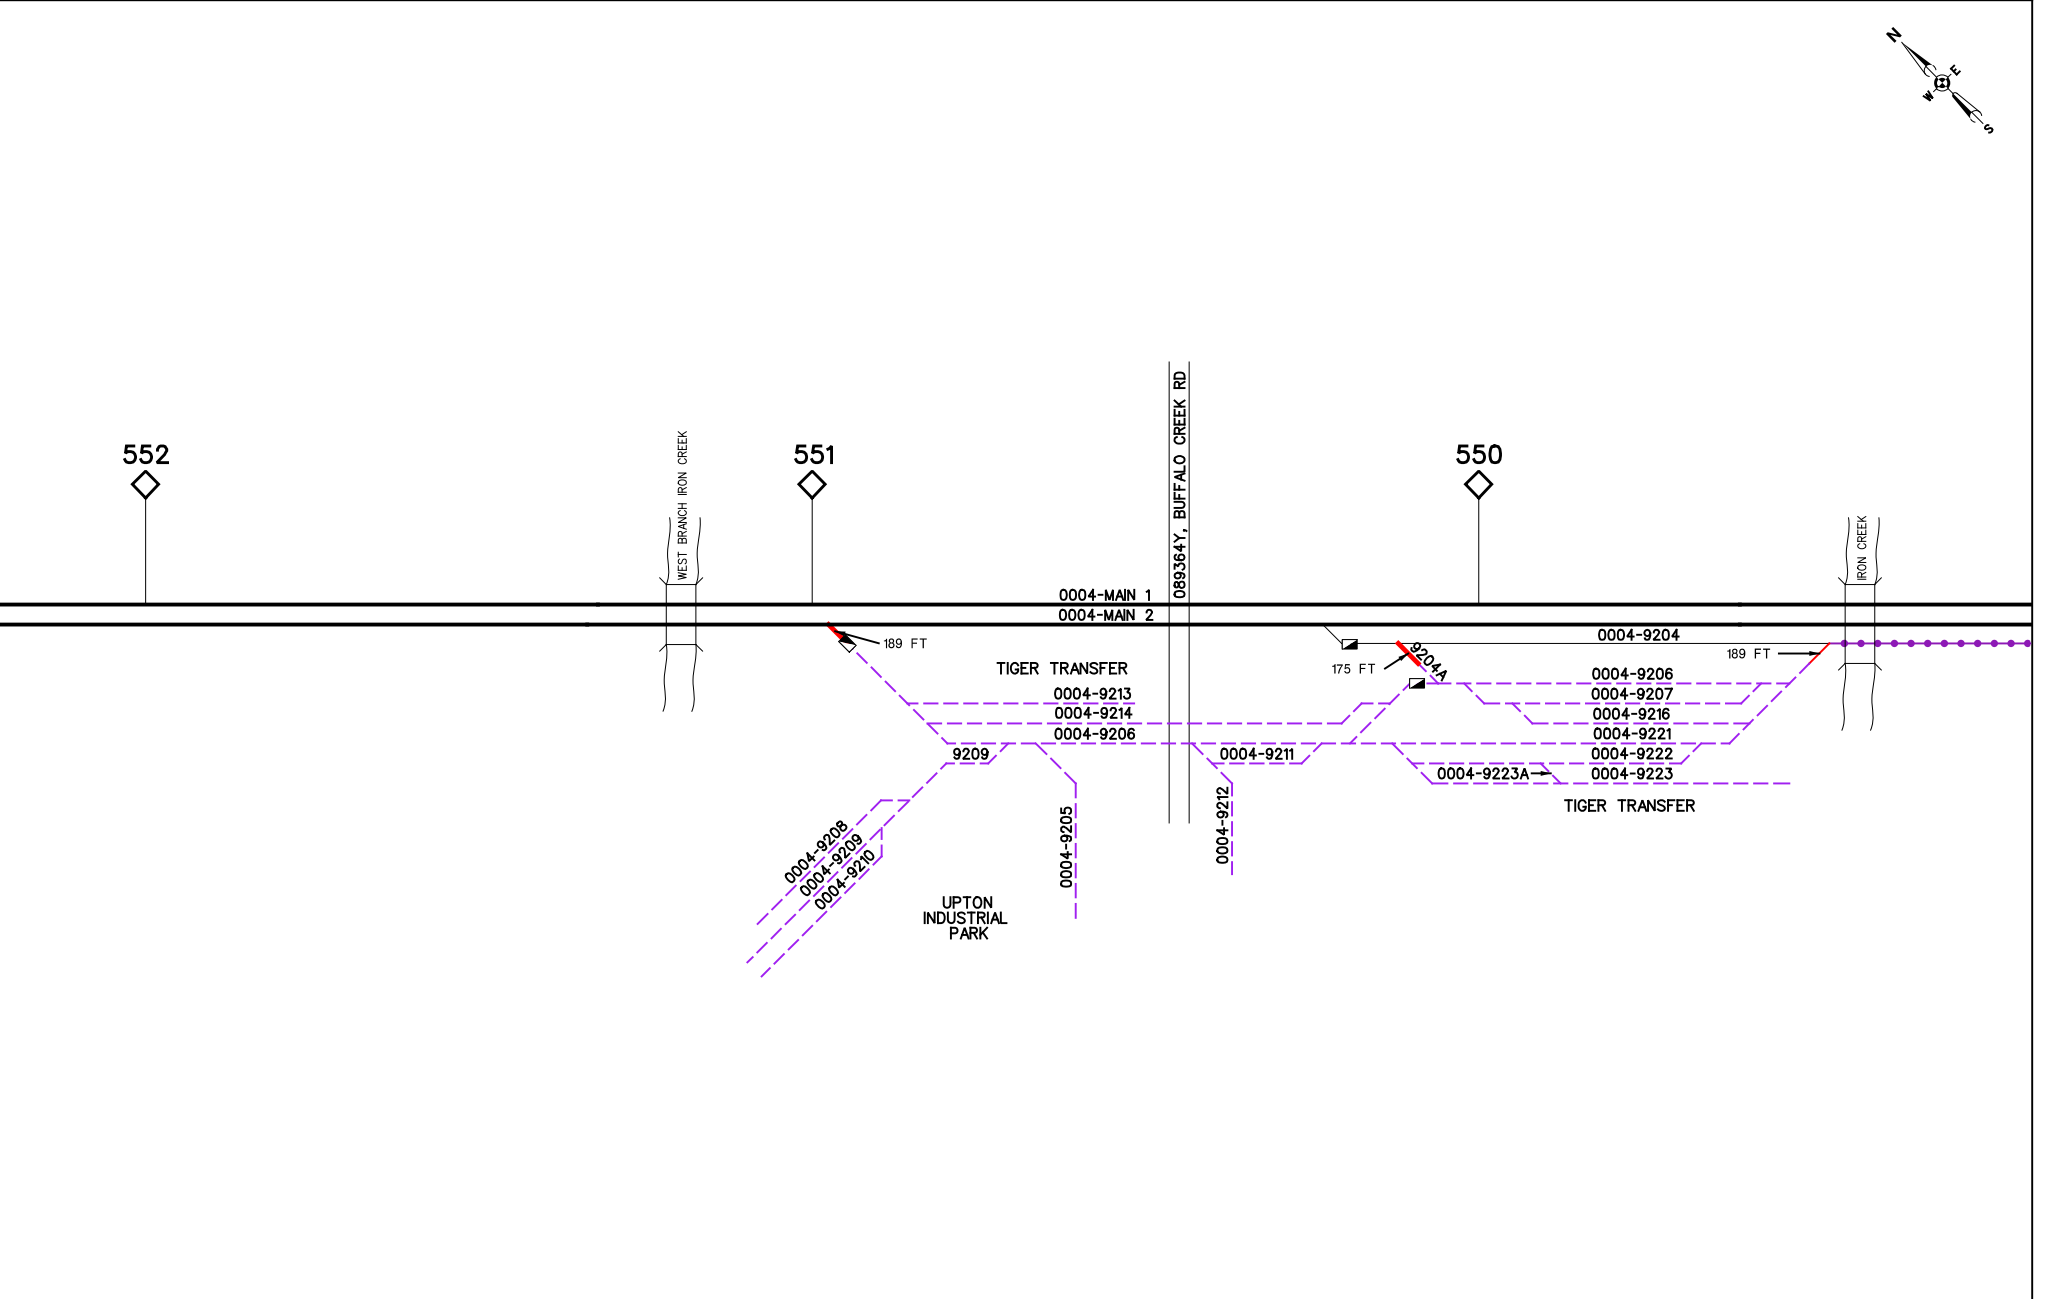 N
E
W
S
552
WEST BRANCH IRON CREEK
551
089364Y, BUFFALO CREEK RD
550
IRON CREEK
0004-MAIN 1
0004-MAIN 2
189 FT
0004-9204
9204A
189 FT
175 FT
TIGER TRANSFER
0004-9206
0004-9213
0004-9207
0004-9214
0004-9216
0004-9206
0004-9221
9209
0004-9211
0004-9222
0004-9223A
0004-9223
TIGER TRANSFER
0004-9208
0004-9209
0004-9210
0004-9205
0004-9212
UPTON
INDUSTRIAL
PARK